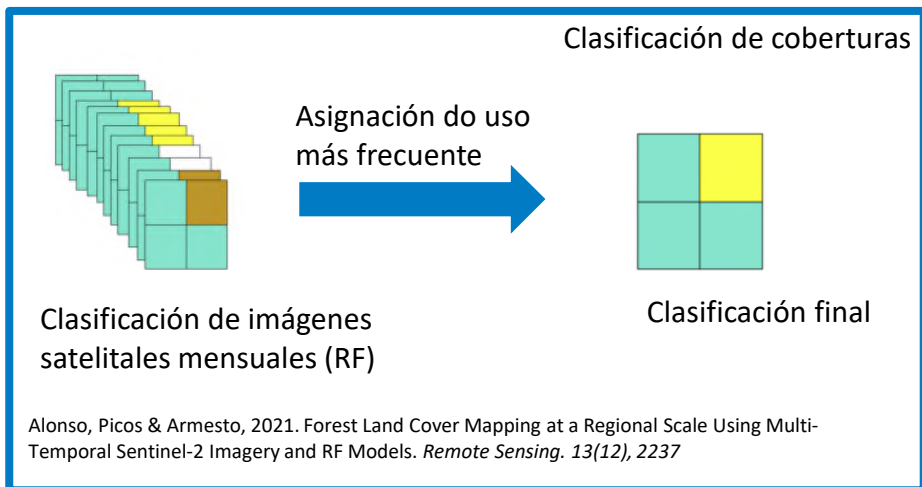 Clasificación de coberturas
Asignación do uso
más frecuente
Clasificación de imágenes
satelitales mensuales (RF)
Clasificación final
Alonso, Picos & Armesto, 2021. Forest Land Cover Mapping at a Regional Scale Using Multi-
Temporal Sentinel-2 Imagery and RF Models. Remote Sensing. 13(12), 2237